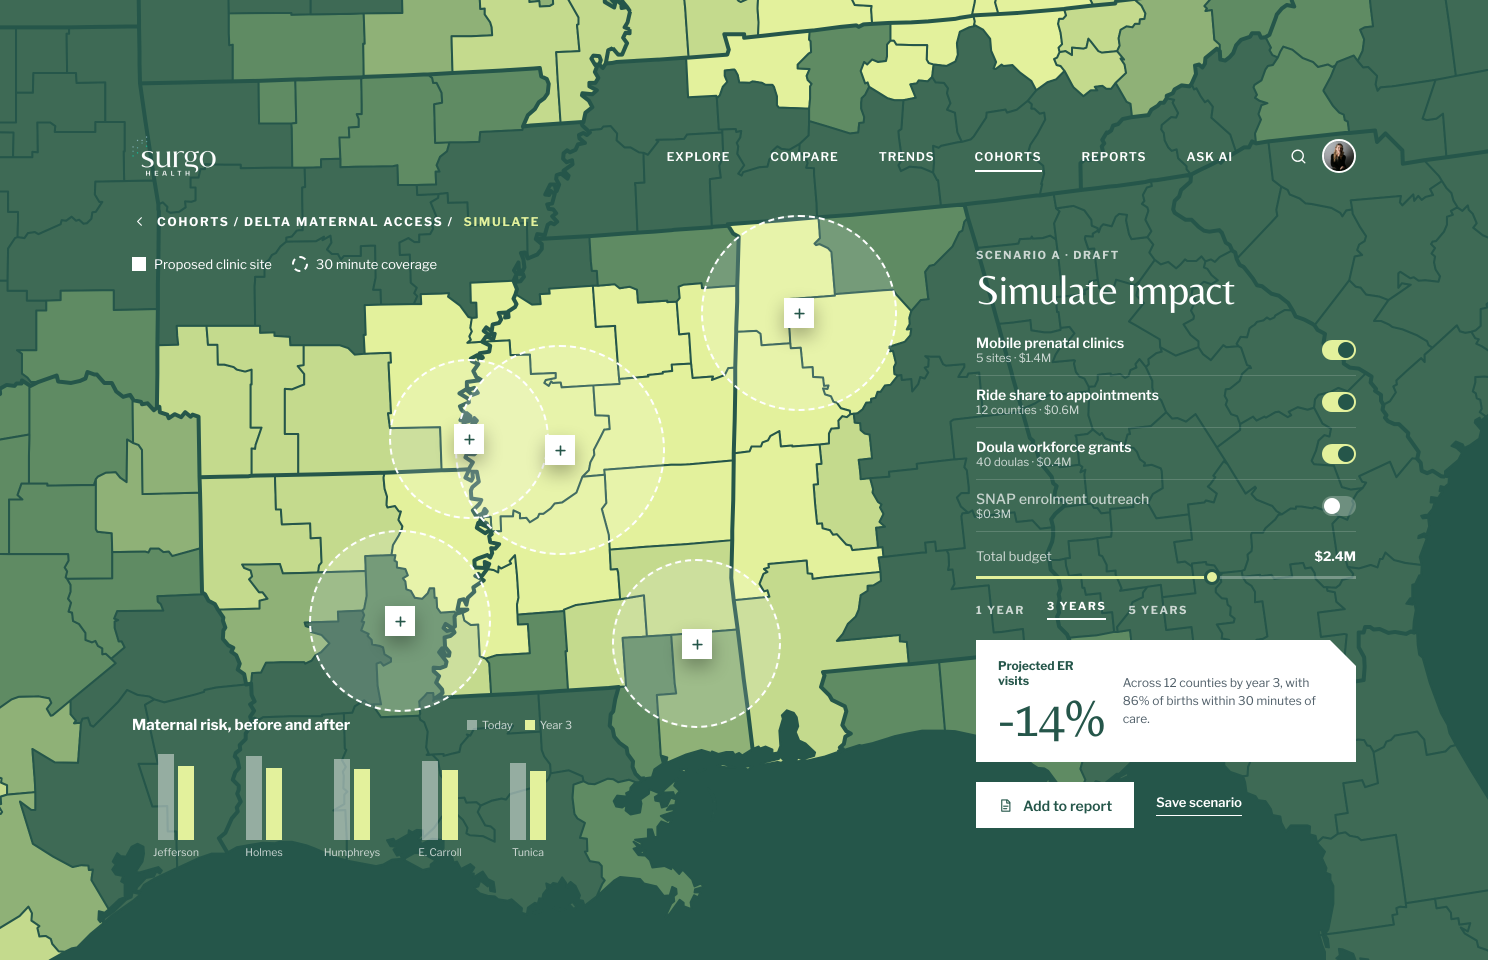 surgo
HEALTH
EXPLORE COMPARE TRENDS COHORTS REPORTS ASK AI
COHORTS / DELTA MATERNAL ACCESS / SIMULATE
Proposed clinic site 30 minute coverage
SCENARIO A · DRAFT
Simulate impact
Mobile prenatal clinics
5 sites · $1.4M
Ride share to appointments
12 counties · $0.6M
Doula workforce grants
40 doulas · $0.4M
SNAP enrolment outreach
$0.3M
Total budget $2.4M
1 YEAR 3 YEARS 5 YEARS
Projected ER
visits
-14%
Across 12 counties by year 3, with
86% of births within 30 minutes of
care.
Add to report Save scenario
Maternal risk, before and after Today Year 3
Jefferson Holmes Humphreys E. Carroll Tunica